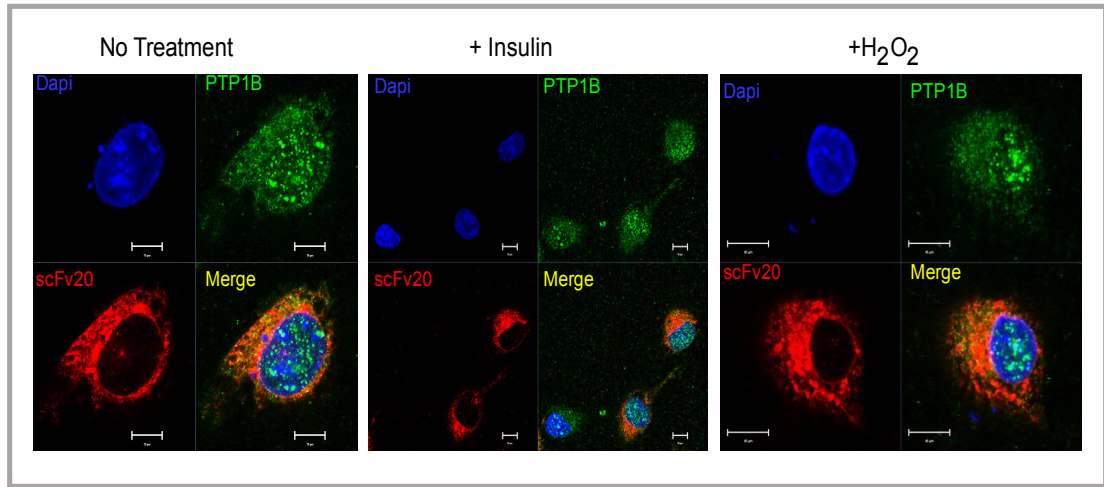 No Treatment
+ Insulin
+H2O2
Dapi
PTP1B
Dapi
PTP1B
Dapi
PTP1B
scFv20
Merge
scFv20
Merge
scFv20
Merge